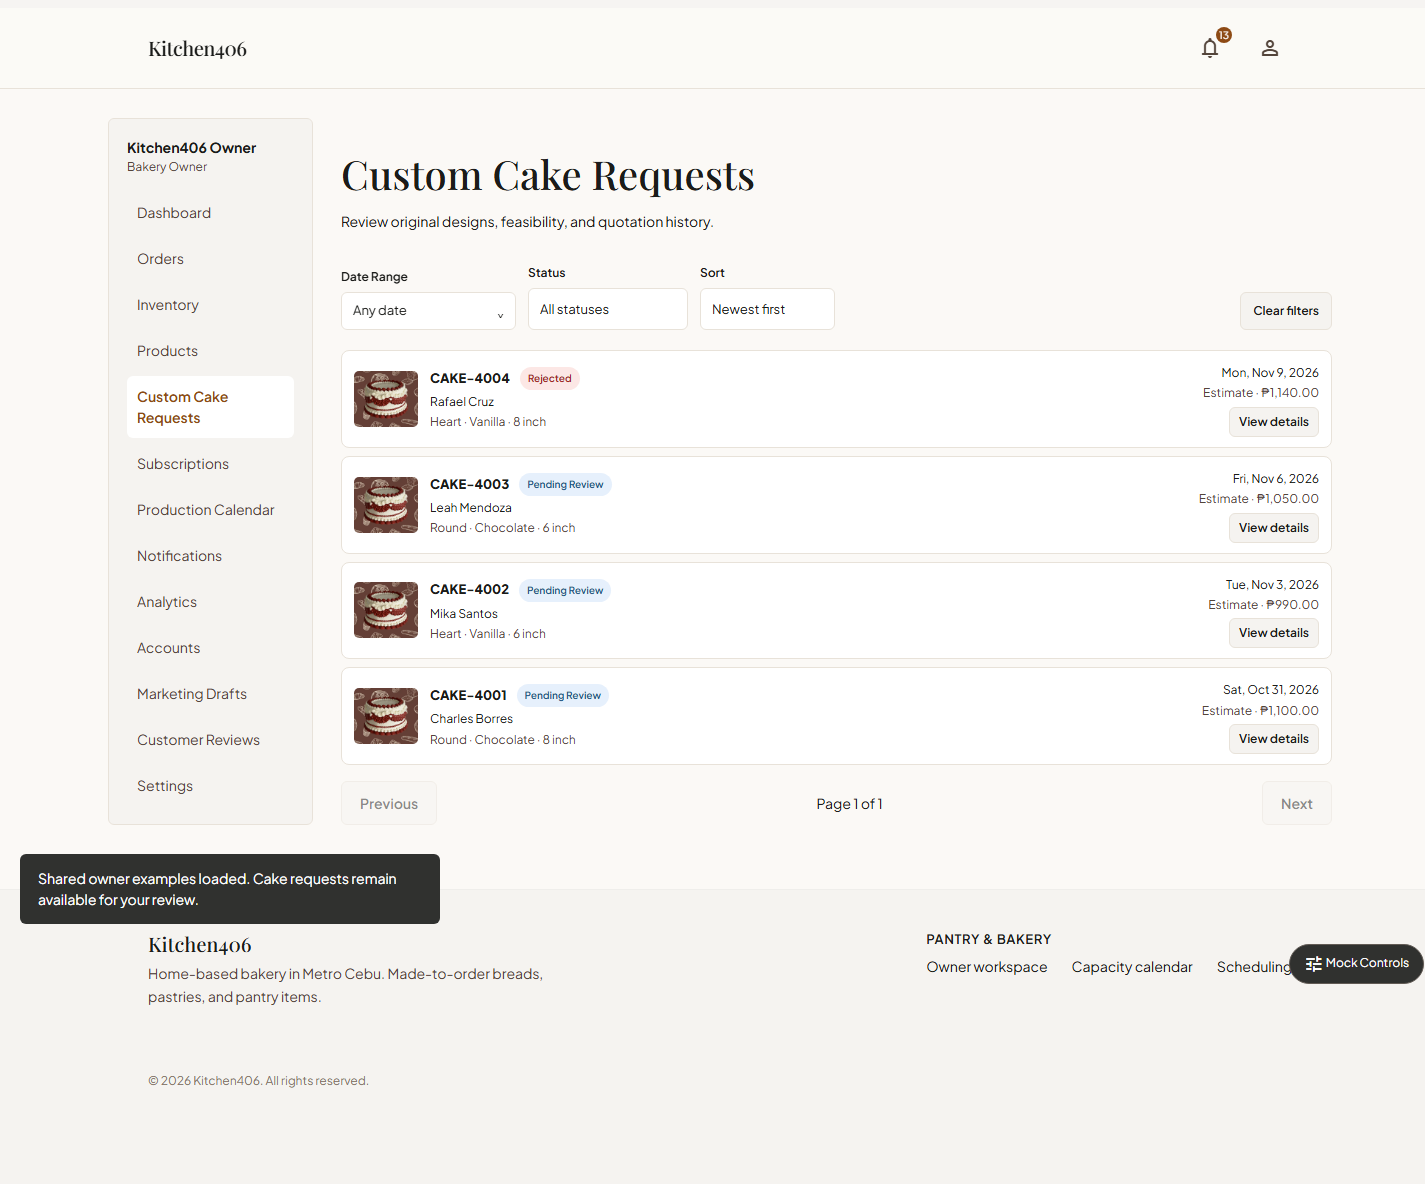 Kitchen406
13
Kitchen406 Owner
Bakery Owner
Dashboard
Orders
Inventory
Products
Custom Cake
Requests
Subscriptions
Production Calendar
Notifications
Analytics
Accounts
Marketing Drafts
Customer Reviews
Settings
Custom Cake Requests
Review original designs, feasibility, and quotation history.
Date Range
Any date
Status
All statuses
Sort
Newest first
Clear filters
CAKE-4004 Rejected
Rafael Cruz
Heart · Vanilla · 8 inch
Mon, Nov 9, 2026
Estimate · ₱1,140.00
View details
CAKE-4003 Pending Review
Leah Mendoza
Round · Chocolate · 6 inch
Fri, Nov 6, 2026
Estimate · ₱1,050.00
View details
CAKE-4002 Pending Review
Mika Santos
Heart · Vanilla · 6 inch
Tue, Nov 3, 2026
Estimate · ₱990.00
View details
CAKE-4001 Pending Review
Charles Borres
Round · Chocolate · 8 inch
Sat, Oct 31, 2026
Estimate · ₱1,100.00
View details
Previous
Page 1 of 1
Next
Shared owner examples loaded. Cake requests remain
available for your review.
Kitchen406
Home-based bakery in Metro Cebu. Made-to-order breads,
pastries, and pantry items.
PANTRY & BAKERY
Owner workspace Capacity calendar Scheduling
Mock Controls
© 2026 Kitchen406. All rights reserved.